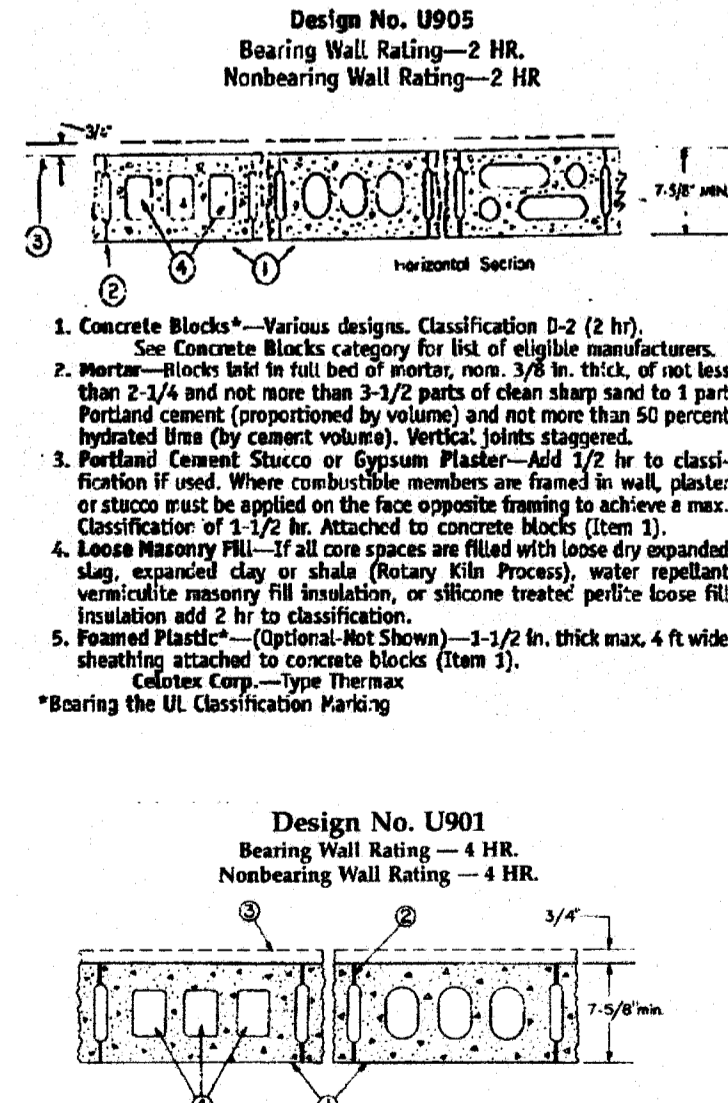 Design No. U905
Bearing Wall Rating—2 HR.
Nonbearing Wall Rating—2 HR
3/4"
7-5/8" MIN.
3
2
4
1
Horizontal Section
1. Concrete Blocks*—Various designs. Classification D-2 (2 hr).
See Concrete Blocks category for list of eligible manufacturers.
2. Mortar—Blocks laid in full bed of mortar, nom. 3/8 in. thick, of not less
than 2-1/4 and not more than 3-1/2 parts of clean sharp sand to 1 part
Portland cement (proportioned by volume) and not more than 50 percent
hydrated lime (by cement volume). Vertical joints staggered.
3. Portland Cement Stucco or Gypsum Plaster—Add 1/2 hr to classi-
fication if used. Where combustible members are framed in wall, plaster
or stucco must be applied on the face opposite framing to achieve a max.
Classification of 1-1/2 hr. Attached to concrete blocks (Item 1).
4. Loose Masonry Fill—If all core spaces are filled with loose dry expanded
slag, expanded clay or shale (Rotary Kiln Process), water repellant
vermiculite masonry fill insulation, or silicone treated perlite loose fill
insulation add 2 hr to classification.
5. Foamed Plastic*—(Optional-Not Shown)—1-1/2 in. thick max, 4 ft wide
sheathing attached to concrete blocks (Item 1).
Celotex Corp.—Type Thermax
*Bearing the UL Classification Marking
Design No. U901
Bearing Wall Rating — 4 HR.
Nonbearing Wall Rating — 4 HR.
3
2
3/4"
7-5/8" min.
4
1